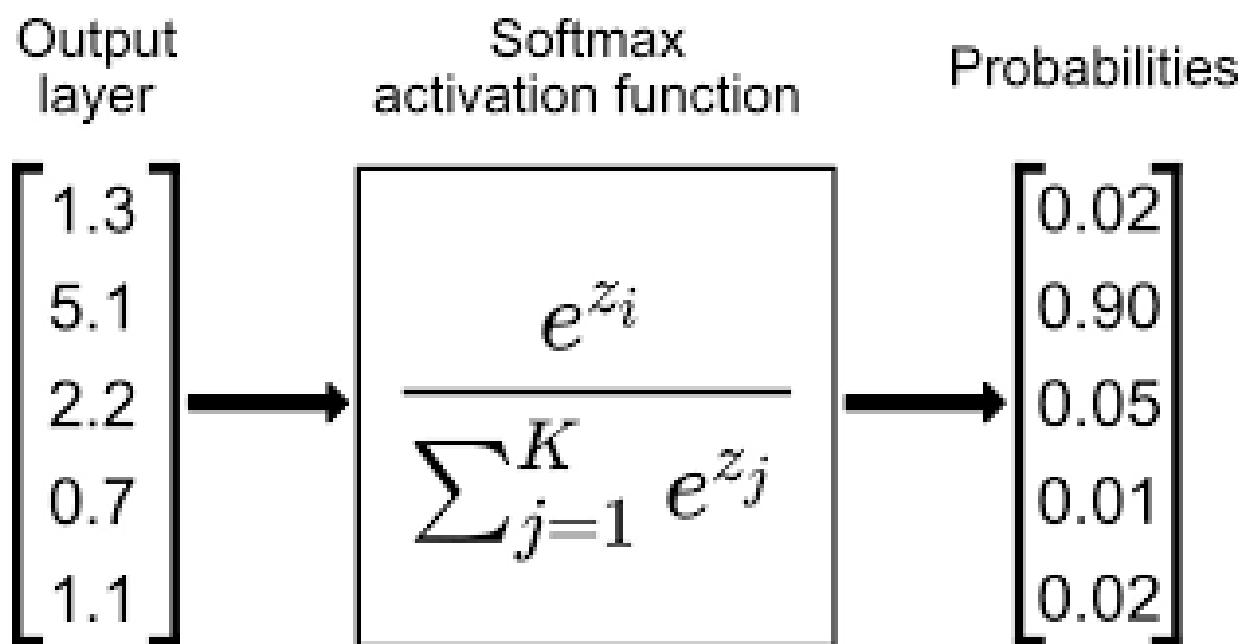 Output
layer
Softmax
activation function
Probabilities
1.3
5.1
2.2
0.7
1.1
e^{z_i}
∑_{j=1}^{K} e^{z_j}
0.02
0.90
0.05
0.01
0.02